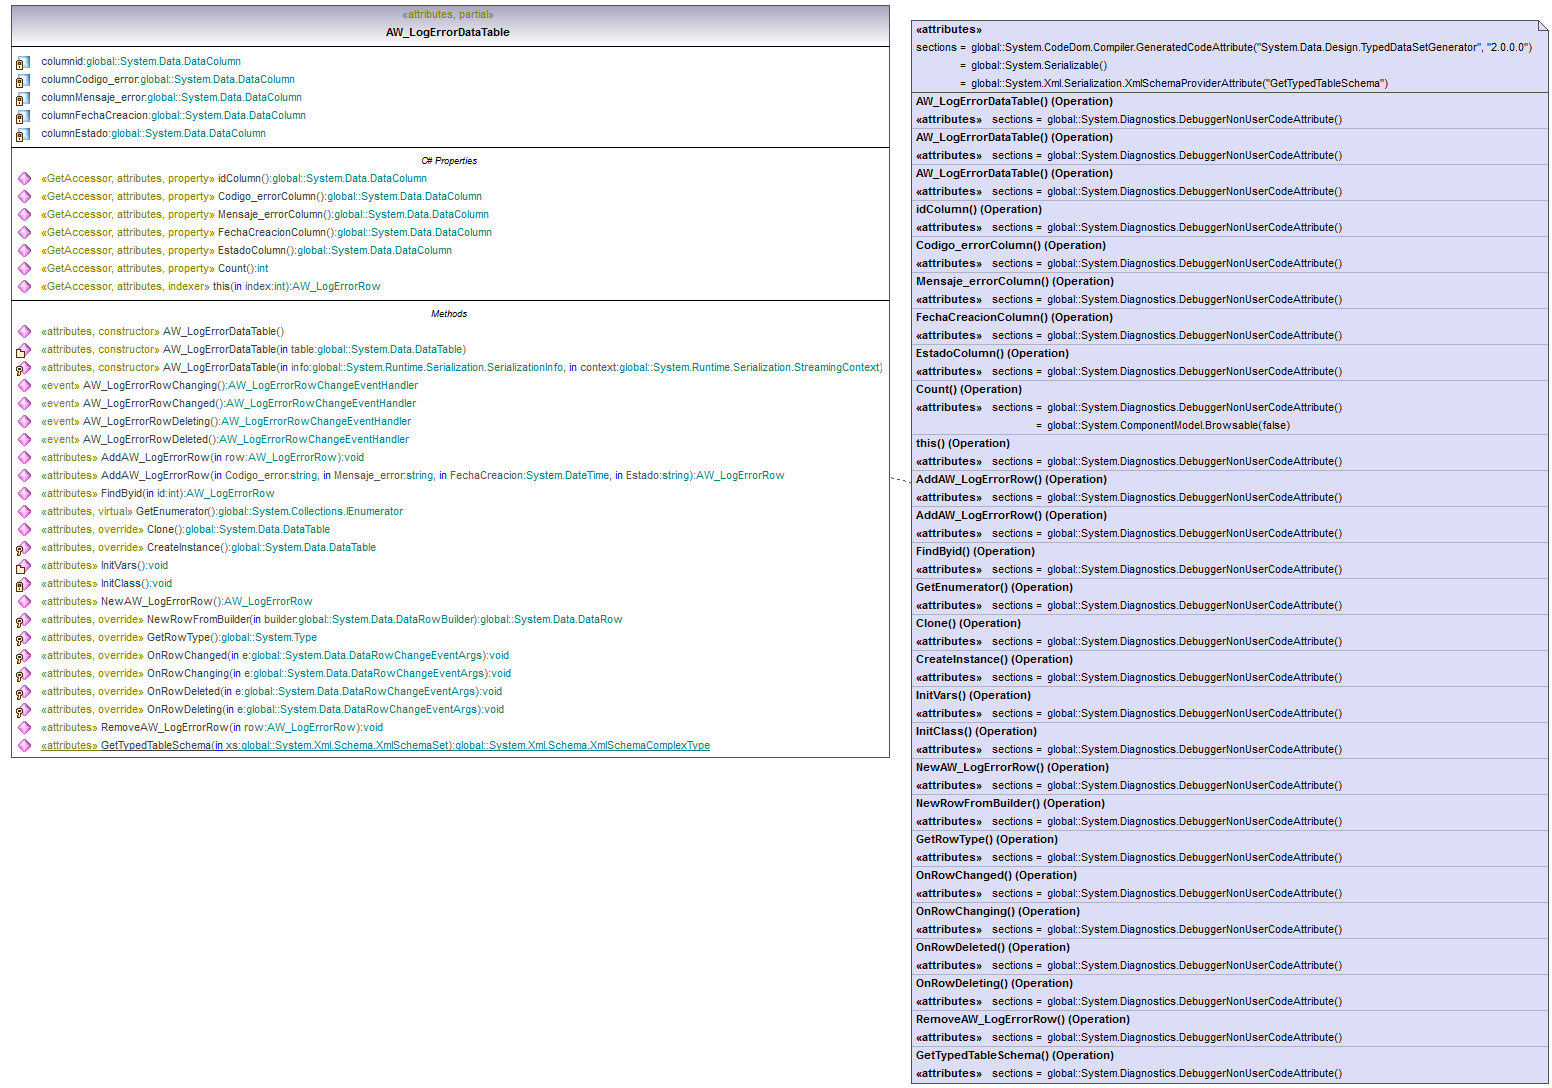 «attributes, partial»
AW_LogErrorDataTable
columnid:global::System.Data.DataColumn
columnCodigo_error:global::System.Data.DataColumn
columnMensaje_error:global::System.Data.DataColumn
columnFechaCreacion:global::System.Data.DataColumn
columnEstado:global::System.Data.DataColumn
C# Properties
«GetAccessor, attributes, property» idColumn():global::System.Data.DataColumn
«GetAccessor, attributes, property» Codigo_errorColumn():global::System.Data.DataColumn
«GetAccessor, attributes, property» Mensaje_errorColumn():global::System.Data.DataColumn
«GetAccessor, attributes, property» FechaCreacionColumn():global::System.Data.DataColumn
«GetAccessor, attributes, property» EstadoColumn():global::System.Data.DataColumn
«GetAccessor, attributes, property» Count():int
«GetAccessor, attributes, indexer» this(in index:int):AW_LogErrorRow
Methods
«attributes, constructor» AW_LogErrorDataTable()
«attributes, constructor» AW_LogErrorDataTable(in table:global::System.Data.DataTable)
«attributes, constructor» AW_LogErrorDataTable(in info:global::System.Runtime.Serialization.SerializationInfo, in context:global::System.Runtime.Serialization.StreamingContext)
«event» AW_LogErrorRowChanging():AW_LogErrorRowChangeEventHandler
«event» AW_LogErrorRowChanged():AW_LogErrorRowChangeEventHandler
«event» AW_LogErrorRowDeleting():AW_LogErrorRowChangeEventHandler
«event» AW_LogErrorRowDeleted():AW_LogErrorRowChangeEventHandler
«attributes» AddAW_LogErrorRow(in row:AW_LogErrorRow):void
«attributes» AddAW_LogErrorRow(in Codigo_error:string, in Mensaje_error:string, in FechaCreacion:System.DateTime, in Estado:string):AW_LogErrorRow
«attributes» FindByid(in id:int):AW_LogErrorRow
«attributes, virtual» GetEnumerator():global::System.Collections.IEnumerator
«attributes, override» Clone():global::System.Data.DataTable
«attributes, override» CreateInstance():global::System.Data.DataTable
«attributes» InitVars():void
«attributes» InitClass():void
«attributes» NewAW_LogErrorRow():AW_LogErrorRow
«attributes, override» NewRowFromBuilder(in builder:global::System.Data.DataRowBuilder):global::System.Data.DataRow
«attributes, override» GetRowType():global::System.Type
«attributes, override» OnRowChanged(in e:global::System.Data.DataRowChangeEventArgs):void
«attributes, override» OnRowChanging(in e:global::System.Data.DataRowChangeEventArgs):void
«attributes, override» OnRowDeleted(in e:global::System.Data.DataRowChangeEventArgs):void
«attributes, override» OnRowDeleting(in e:global::System.Data.DataRowChangeEventArgs):void
«attributes» RemoveAW_LogErrorRow(in row:AW_LogErrorRow):void
«attributes» GetTypedTableSchema(in xs:global::System.Xml.Schema.XmlSchemaSet):global::System.Xml.Schema.XmlSchemaComplexType
«attributes»
sections = global::System.CodeDom.Compiler.GeneratedCodeAttribute("System.Data.Design.TypedDataSetGenerator", "2.0.0.0")
= global::System.Serializable()
= global::System.Xml.Serialization.XmlSchemaProviderAttribute("GetTypedTableSchema")
AW_LogErrorDataTable() (Operation)
«attributes» sections = global::System.Diagnostics.DebuggerNonUserCodeAttribute()
AW_LogErrorDataTable() (Operation)
«attributes» sections = global::System.Diagnostics.DebuggerNonUserCodeAttribute()
AW_LogErrorDataTable() (Operation)
«attributes» sections = global::System.Diagnostics.DebuggerNonUserCodeAttribute()
idColumn() (Operation)
«attributes» sections = global::System.Diagnostics.DebuggerNonUserCodeAttribute()
Codigo_errorColumn() (Operation)
«attributes» sections = global::System.Diagnostics.DebuggerNonUserCodeAttribute()
Mensaje_errorColumn() (Operation)
«attributes» sections = global::System.Diagnostics.DebuggerNonUserCodeAttribute()
FechaCreacionColumn() (Operation)
«attributes» sections = global::System.Diagnostics.DebuggerNonUserCodeAttribute()
EstadoColumn() (Operation)
«attributes» sections = global::System.Diagnostics.DebuggerNonUserCodeAttribute()
Count() (Operation)
«attributes» sections = global::System.Diagnostics.DebuggerNonUserCodeAttribute()
= global::System.ComponentModel.Browsable(false)
this() (Operation)
«attributes» sections = global::System.Diagnostics.DebuggerNonUserCodeAttribute()
AddAW_LogErrorRow() (Operation)
«attributes» sections = global::System.Diagnostics.DebuggerNonUserCodeAttribute()
AddAW_LogErrorRow() (Operation)
«attributes» sections = global::System.Diagnostics.DebuggerNonUserCodeAttribute()
FindByid() (Operation)
«attributes» sections = global::System.Diagnostics.DebuggerNonUserCodeAttribute()
GetEnumerator() (Operation)
«attributes» sections = global::System.Diagnostics.DebuggerNonUserCodeAttribute()
Clone() (Operation)
«attributes» sections = global::System.Diagnostics.DebuggerNonUserCodeAttribute()
CreateInstance() (Operation)
«attributes» sections = global::System.Diagnostics.DebuggerNonUserCodeAttribute()
InitVars() (Operation)
«attributes» sections = global::System.Diagnostics.DebuggerNonUserCodeAttribute()
InitClass() (Operation)
«attributes» sections = global::System.Diagnostics.DebuggerNonUserCodeAttribute()
NewAW_LogErrorRow() (Operation)
«attributes» sections = global::System.Diagnostics.DebuggerNonUserCodeAttribute()
NewRowFromBuilder() (Operation)
«attributes» sections = global::System.Diagnostics.DebuggerNonUserCodeAttribute()
GetRowType() (Operation)
«attributes» sections = global::System.Diagnostics.DebuggerNonUserCodeAttribute()
OnRowChanged() (Operation)
«attributes» sections = global::System.Diagnostics.DebuggerNonUserCodeAttribute()
OnRowChanging() (Operation)
«attributes» sections = global::System.Diagnostics.DebuggerNonUserCodeAttribute()
OnRowDeleted() (Operation)
«attributes» sections = global::System.Diagnostics.DebuggerNonUserCodeAttribute()
OnRowDeleting() (Operation)
«attributes» sections = global::System.Diagnostics.DebuggerNonUserCodeAttribute()
RemoveAW_LogErrorRow() (Operation)
«attributes» sections = global::System.Diagnostics.DebuggerNonUserCodeAttribute()
GetTypedTableSchema() (Operation)
«attributes» sections = global::System.Diagnostics.DebuggerNonUserCodeAttribute()